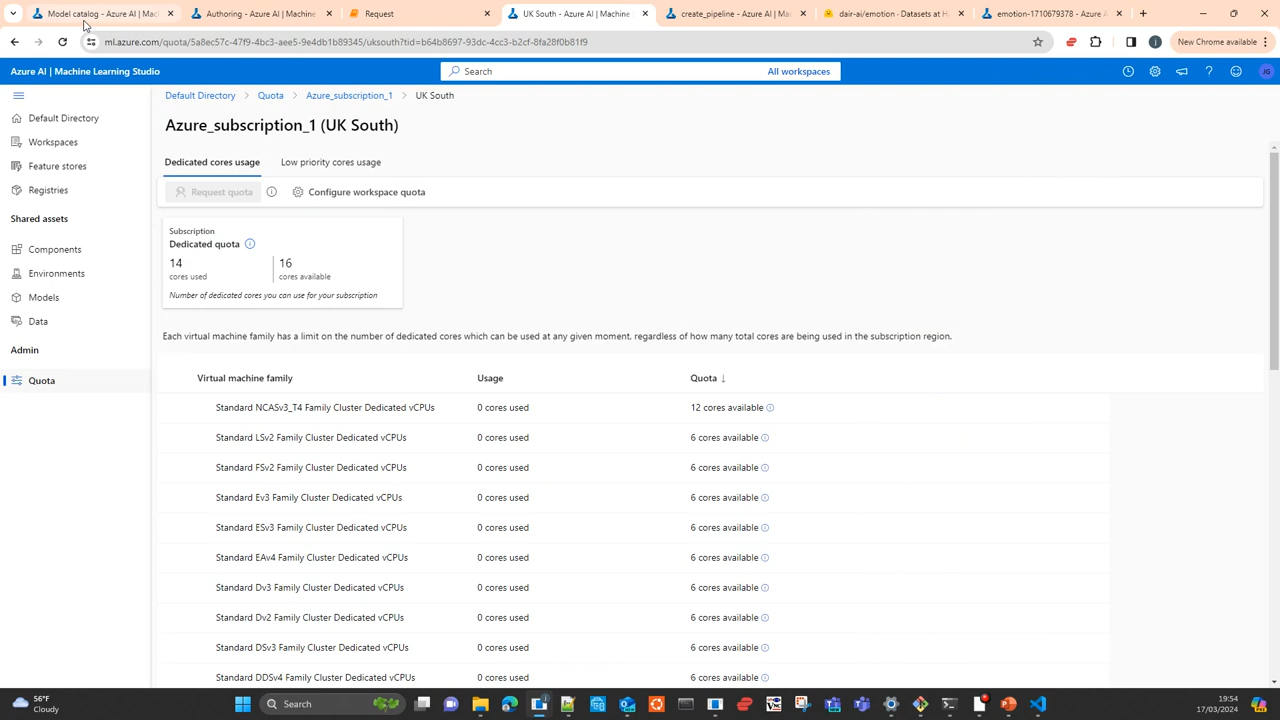 Model catalog - Azure AI | Mac
Authoring - Azure AI | Machine
Request
UK South - Azure AI | Machine
create_pipeline - Azure AI | Ma
dair-ai/emotion · Datasets at H
emotion-1710679378 - Azure A
ml.azure.com/quota/5a8ec57c-47f9-4bc3-aee5-9e4db1b89345/uksouth?tid=b64b8697-93dc-4cc3-b2cf-8fa28f0b81f9
New Chrome available
Azure AI | Machine Learning Studio
Search
All workspaces
JG
Default Directory
Workspaces
Feature stores
Registries
Shared assets
Components
Environments
Models
Data
Admin
Quota
Default Directory > Quota > Azure_subscription_1 > UK South
Azure_subscription_1 (UK South)
Dedicated cores usage Low priority cores usage
Request quota Configure workspace quota
Subscription
Dedicated quota
14 16
cores used cores available
Number of dedicated cores you can use for your subscription
Each virtual machine family has a limit on the number of dedicated cores which can be used at any given moment, regardless of how many total cores are being used in the subscription region.
Virtual machine family Usage Quota ↓
Standard NCASv3_T4 Family Cluster Dedicated vCPUs 0 cores used 12 cores available
Standard LSv2 Family Cluster Dedicated vCPUs 0 cores used 6 cores available
Standard FSv2 Family Cluster Dedicated vCPUs 0 cores used 6 cores available
Standard Ev3 Family Cluster Dedicated vCPUs 0 cores used 6 cores available
Standard ESv3 Family Cluster Dedicated vCPUs 0 cores used 6 cores available
Standard EAv4 Family Cluster Dedicated vCPUs 0 cores used 6 cores available
Standard Dv3 Family Cluster Dedicated vCPUs 0 cores used 6 cores available
Standard Dv2 Family Cluster Dedicated vCPUs 0 cores used 6 cores available
Standard DSv3 Family Cluster Dedicated vCPUs 0 cores used 6 cores available
Standard DDSv4 Family Cluster Dedicated vCPUs 0 cores used 6 cores available
56°F
Cloudy
Search
19:54
17/03/2024